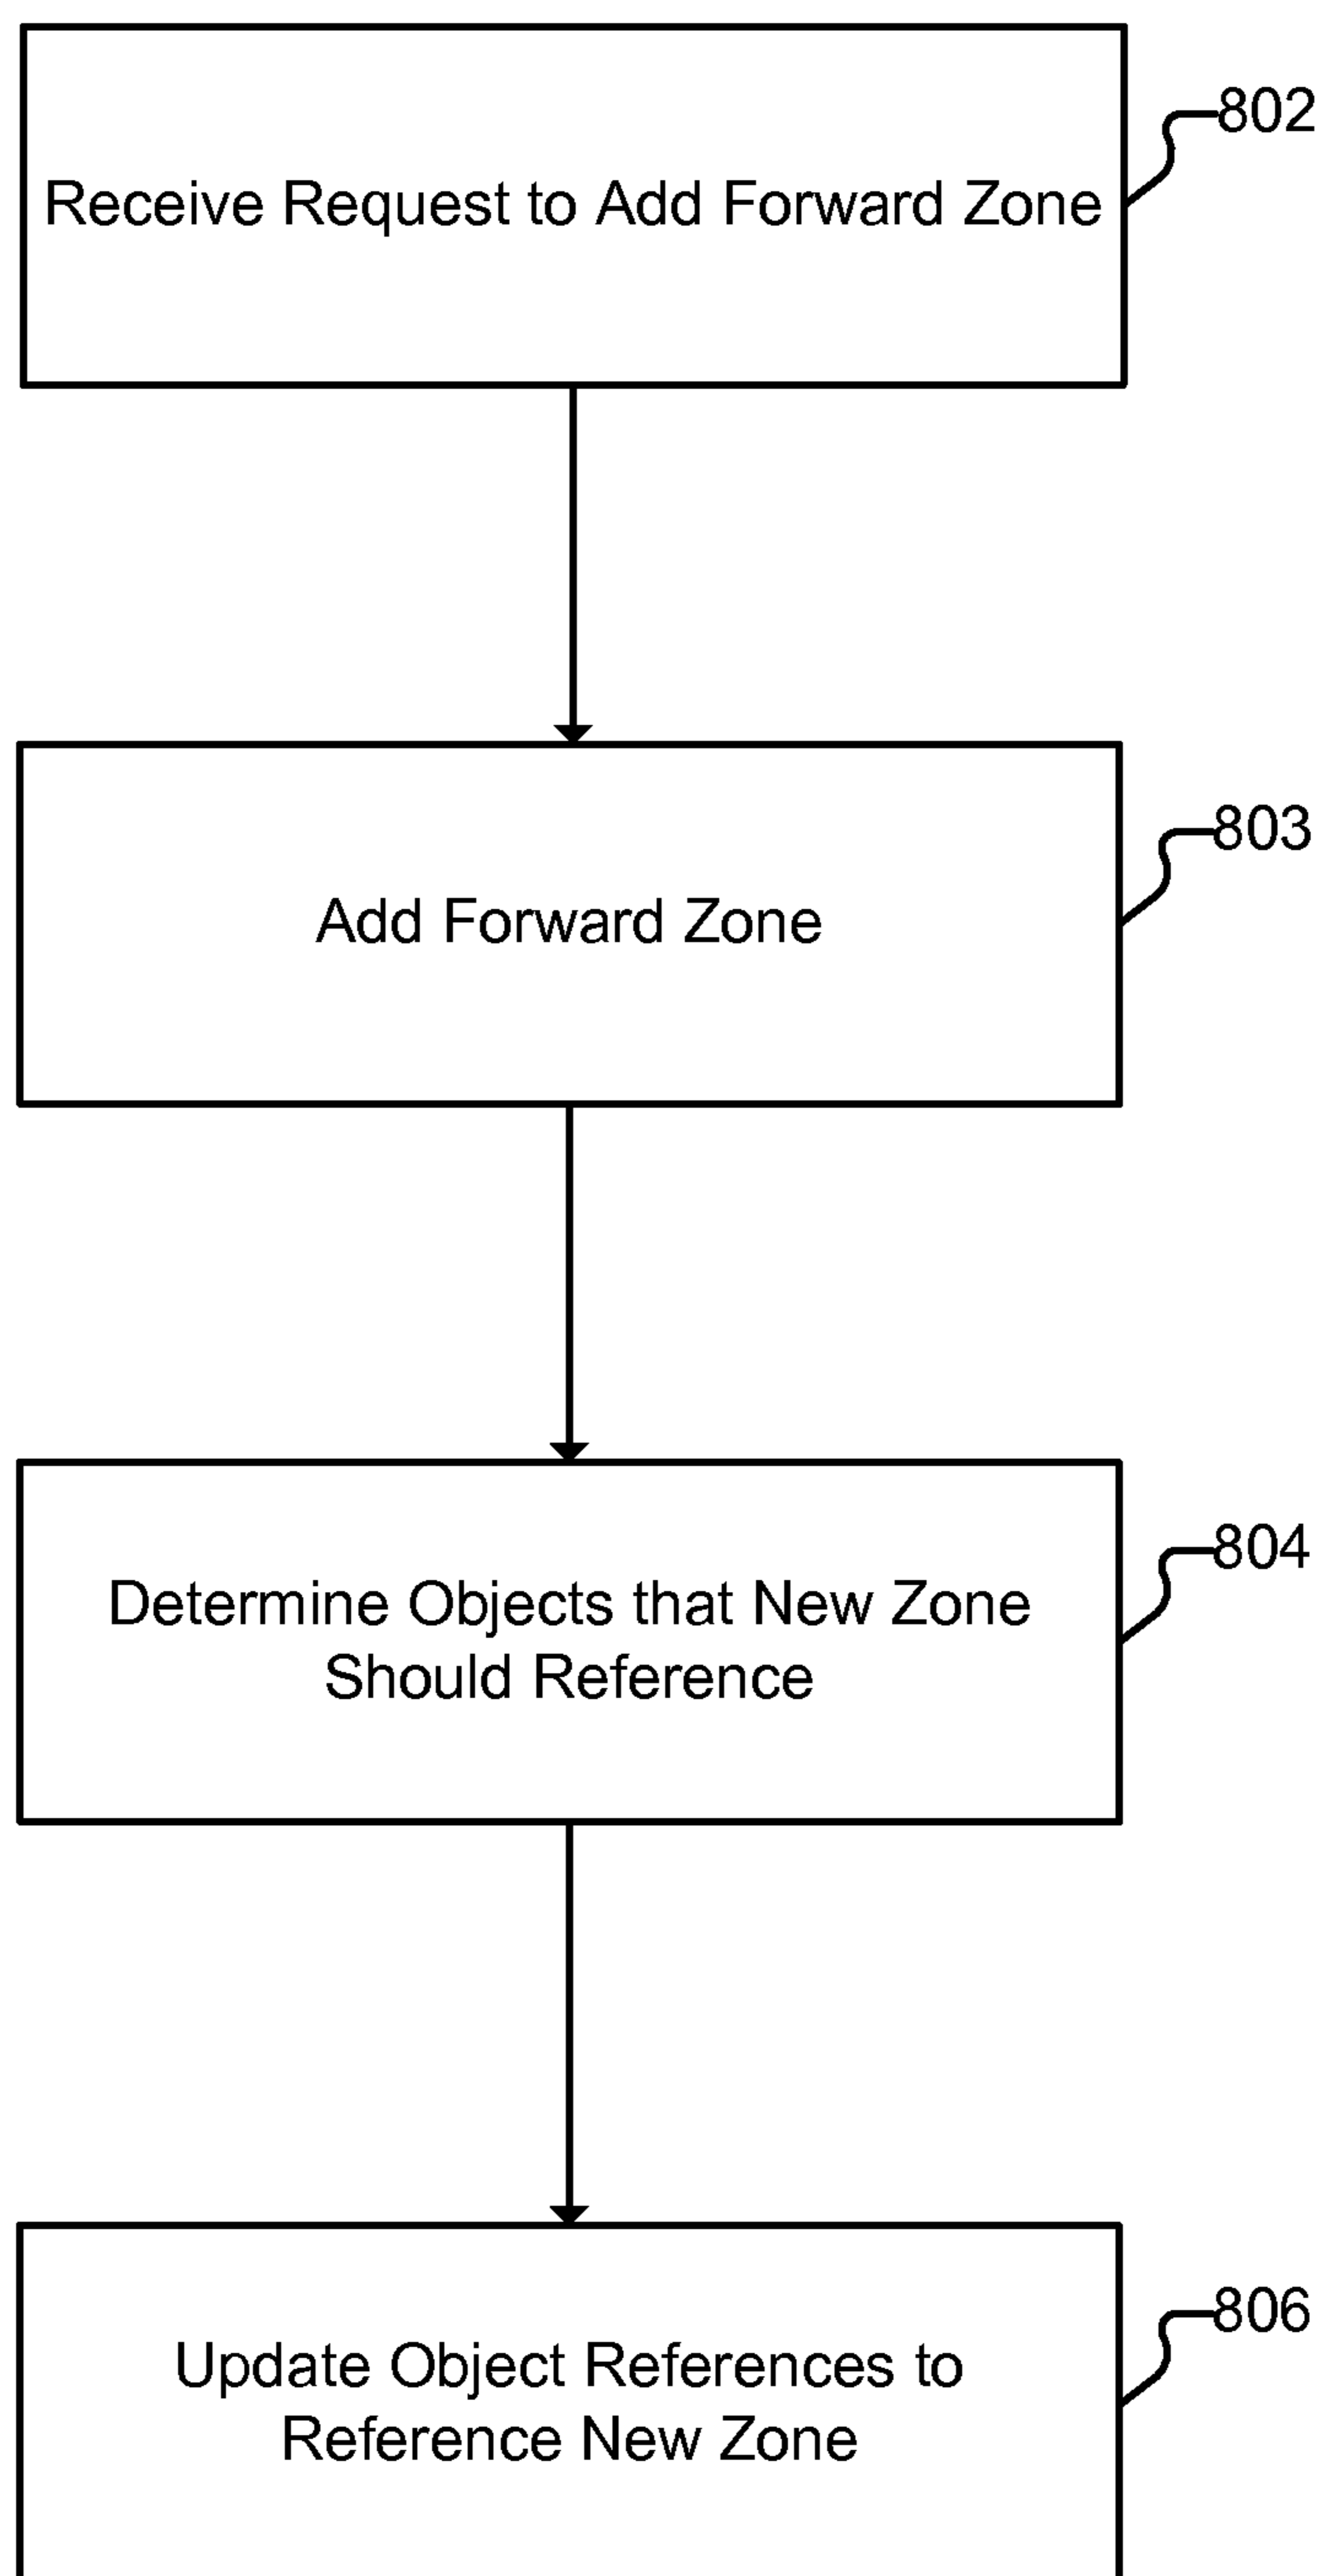 Receive Request to Add Forward Zone
802
Add Forward Zone
803
Determine Objects that New Zone
Should Reference
804
Update Object References to
Reference New Zone
806